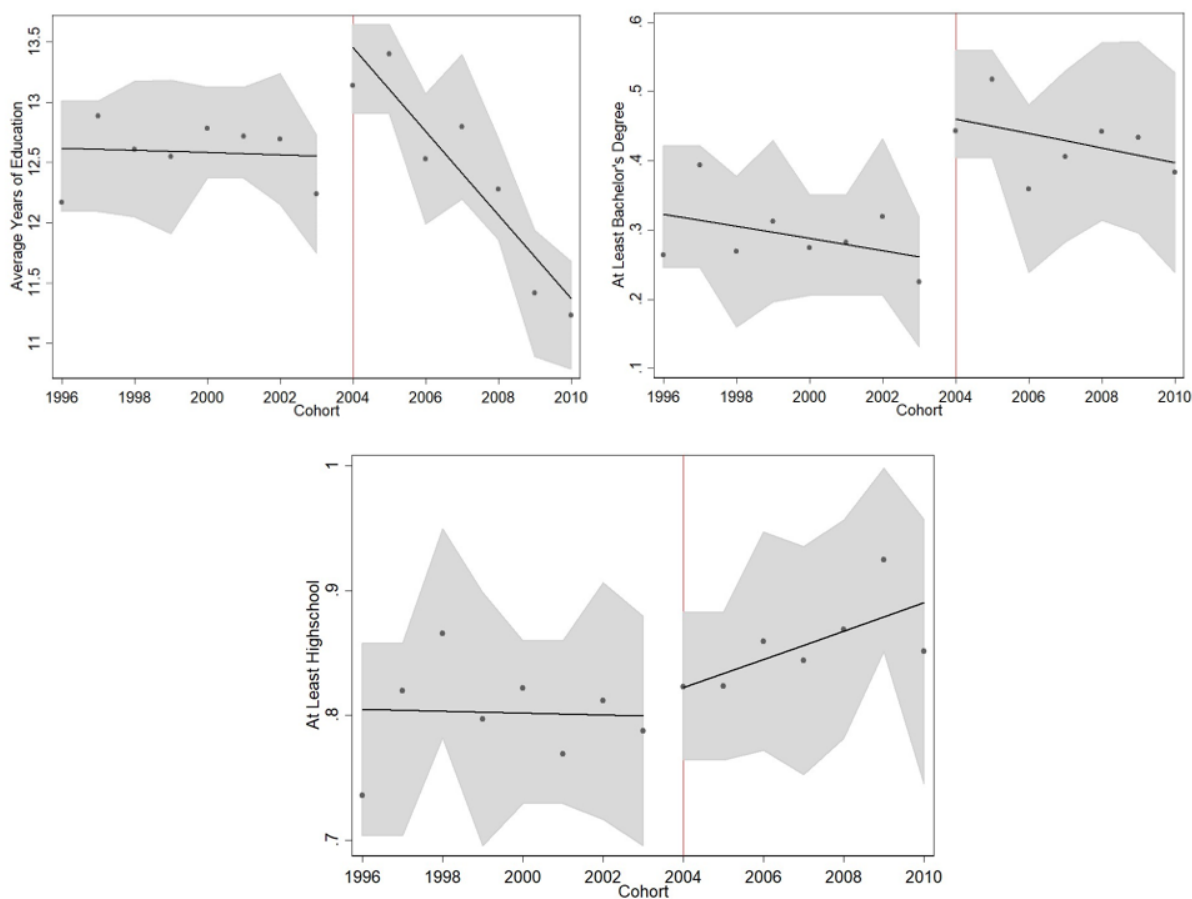 Average Years of Education
13.5
13
12.5
12
11.5
11
1996 1998 2000 2002 2004 2006 2008 2010
Cohort
At Least Bachelor's Degree
.6
.5
.4
.3
.2
.1
1996 1998 2000 2002 2004 2006 2008 2010
Cohort
At Least Highschool
1
.9
.8
.7
1996 1998 2000 2002 2004 2006 2008 2010
Cohort